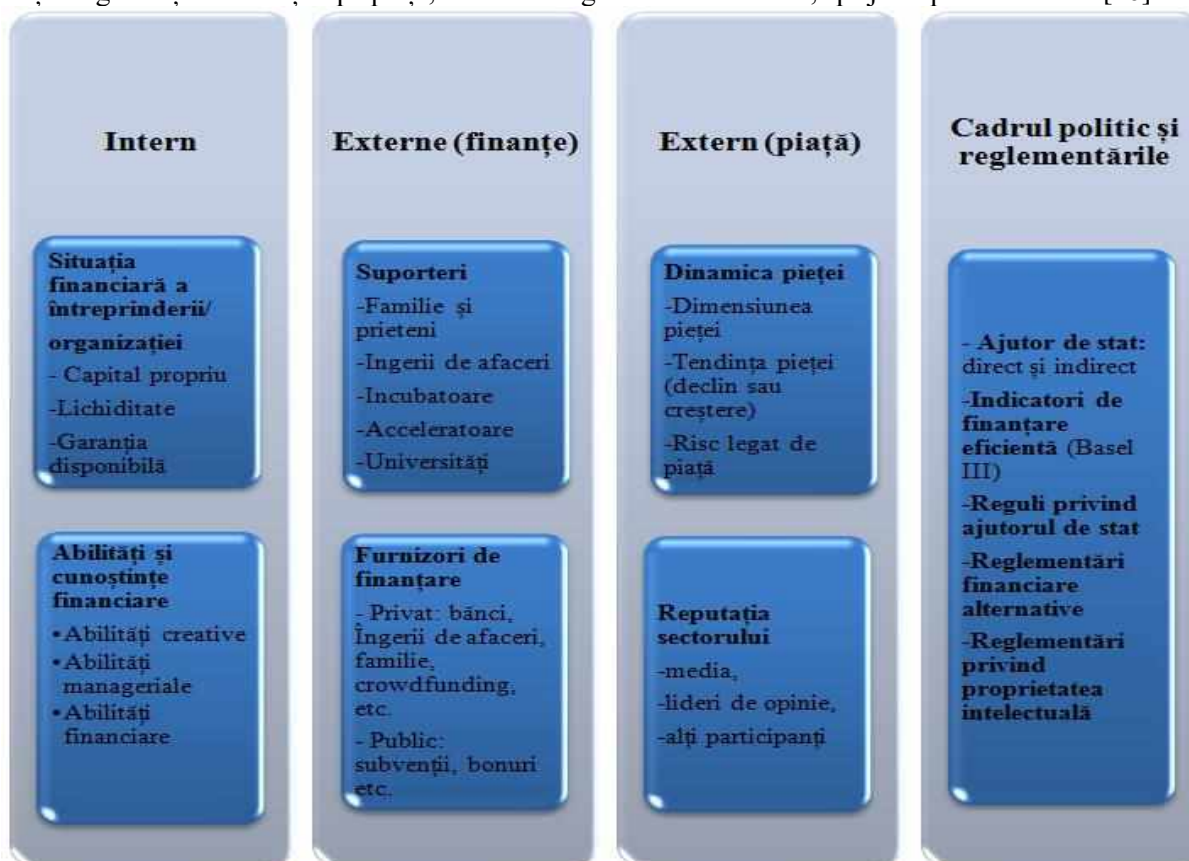 Intern
Situația
financiară a
întreprinderii/
organizației
- Capital propriu
-Lichiditate
-Garanția
disponibilă
Abilități și
cunoștințe
financiare
•Abilități creative
•Abilități
manageriale
•Abilități
financiare
Externe (finanțe)
Suporteri
-Familie și
prieteni
-Ingerii de afaceri
-Incubatoare
-Acceleratoare
-Universități
Furnizori de
finanțare
- Privat: bănci,
Îngerii de afaceri,
familie,
crowdfunding,
etc.
- Public:
subvenții, bonuri
etc.
Extern (piață)
Dinamica pieței
-Dimensiunea
pieței
-Tendința pieței
(declin sau
creștere)
-Risc legat de
piață
Reputația
sectorului
-media,
-lideri de opinie,
-alți participanți
Cadrul politic și
reglementările
- Ajutor de stat:
direct și indirect
-Indicatori de
finanțare
eficientă (Basel
III)
-Reguli privind
ajutorul de stat
-Reglementări
financiare
alternative
-Reglementări
privind
proprietatea
intelectuală